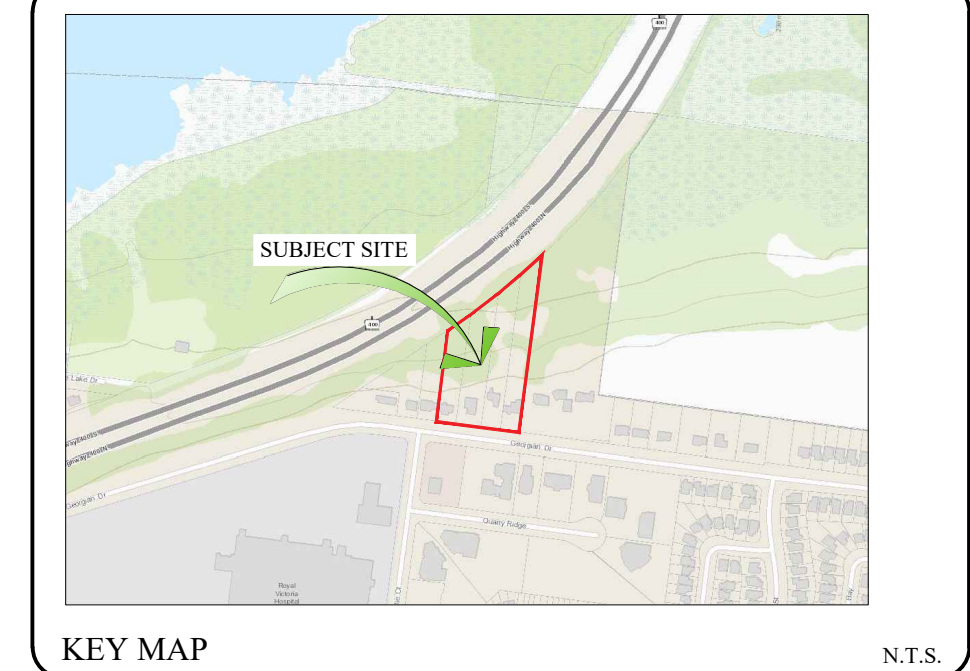 400
SUBJECT SITE
400
Lake Dr
Georgian Dr
Georgian Dr
Quarry Ridge
Royal
Victoria
Hospital
KEY MAP
N.T.S.